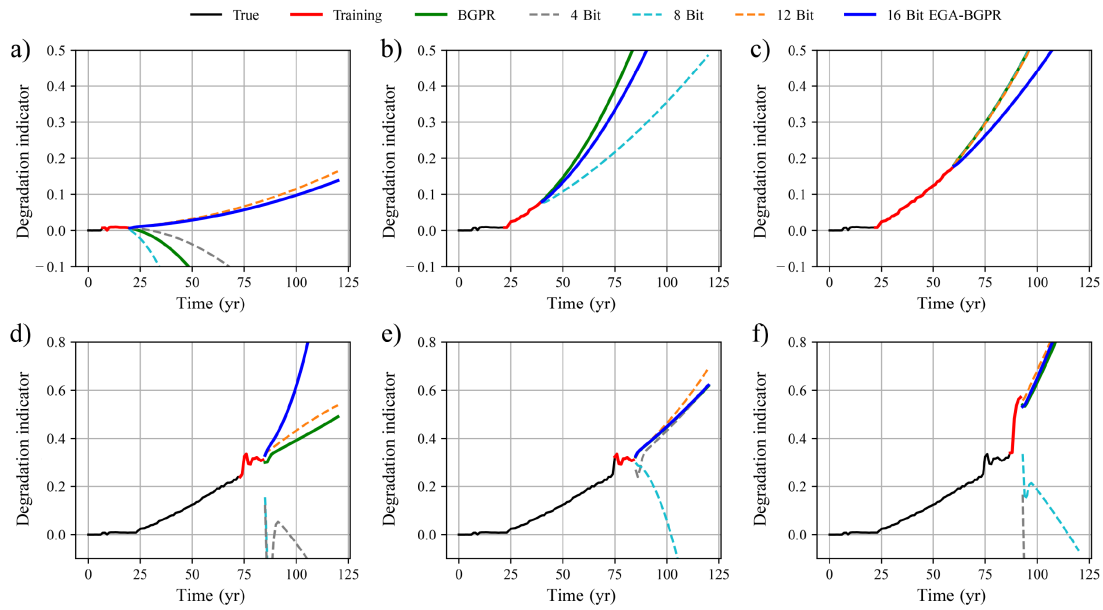 True Training BGPR 4 Bit 8 Bit 12 Bit 16 Bit EGA-BGPR
a)
Degradation indicator
0.5
0.4
0.3
0.2
0.1
0.0
−0.1
0 25 50 75 100 125
Time (yr)
b)
Degradation indicator
0.5
0.4
0.3
0.2
0.1
0.0
−0.1
0 25 50 75 100 125
Time (yr)
c)
Degradation indicator
0.5
0.4
0.3
0.2
0.1
0.0
−0.1
0 25 50 75 100 125
Time (yr)
d)
Degradation indicator
0.8
0.6
0.4
0.2
0.0
0 25 50 75 100 125
Time (yr)
e)
Degradation indicator
0.8
0.6
0.4
0.2
0.0
0 25 50 75 100 125
Time (yr)
f)
Degradation indicator
0.8
0.6
0.4
0.2
0.0
0 25 50 75 100 125
Time (yr)